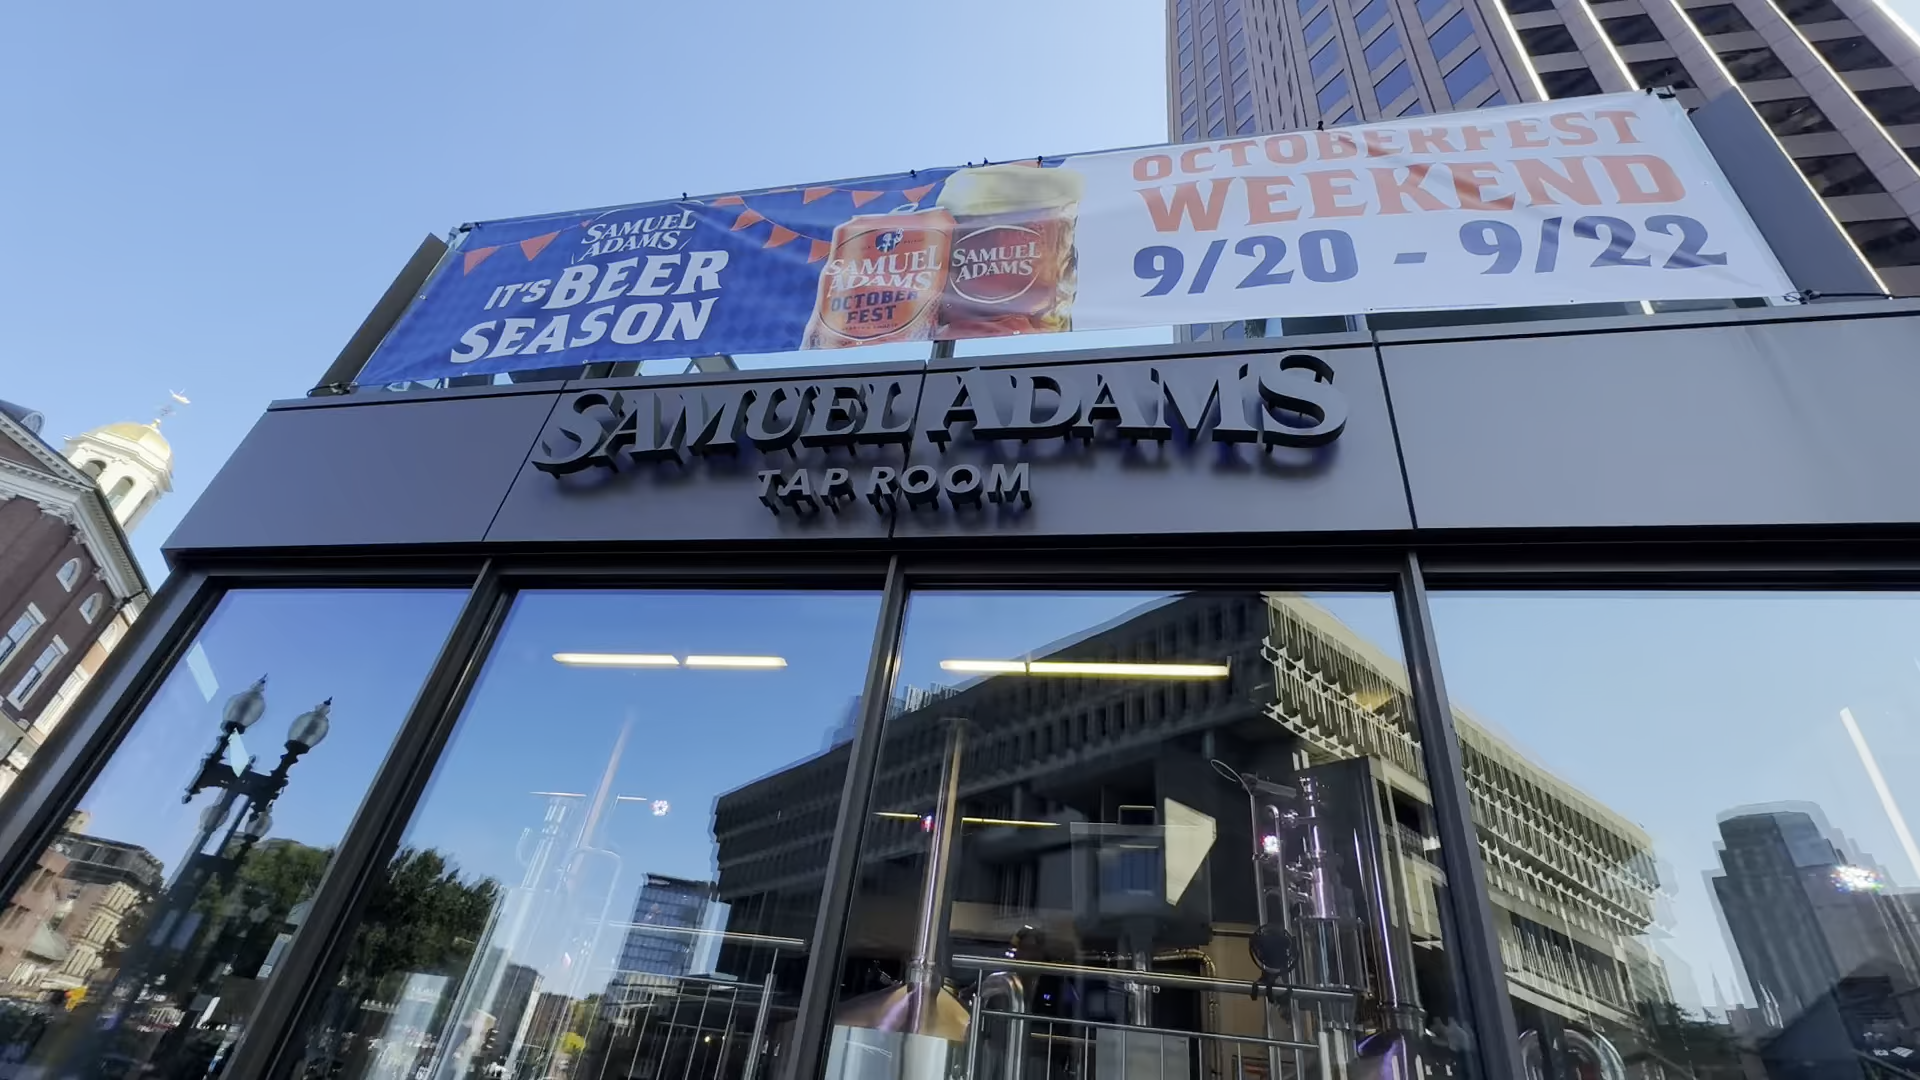 SAMUEL
ADAMS
IT'S BEER
SEASON
SAMUEL
ADAMS
OCTOBER
FEST
SAMUEL
ADAMS
OCTOBERFEST
WEEKEND
9/20 - 9/22
SAMUEL ADAMS
TAP ROOM